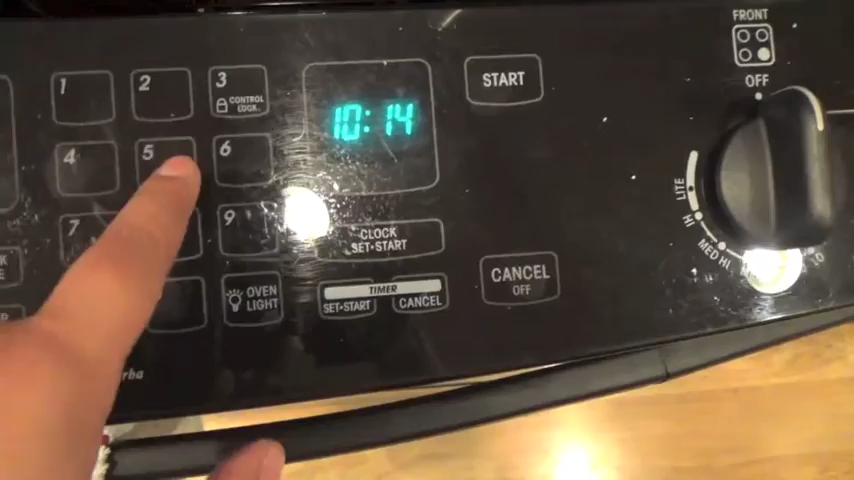 FRONT
1
2
3
CONTROL
LOCK
START
OFF
10:14
4
5
6
LITE
HI
MED HI
7
9
CLOCK
SET•START
OVEN
LIGHT
TIMER
SET•START
CANCEL
CANCEL
OFF
LO